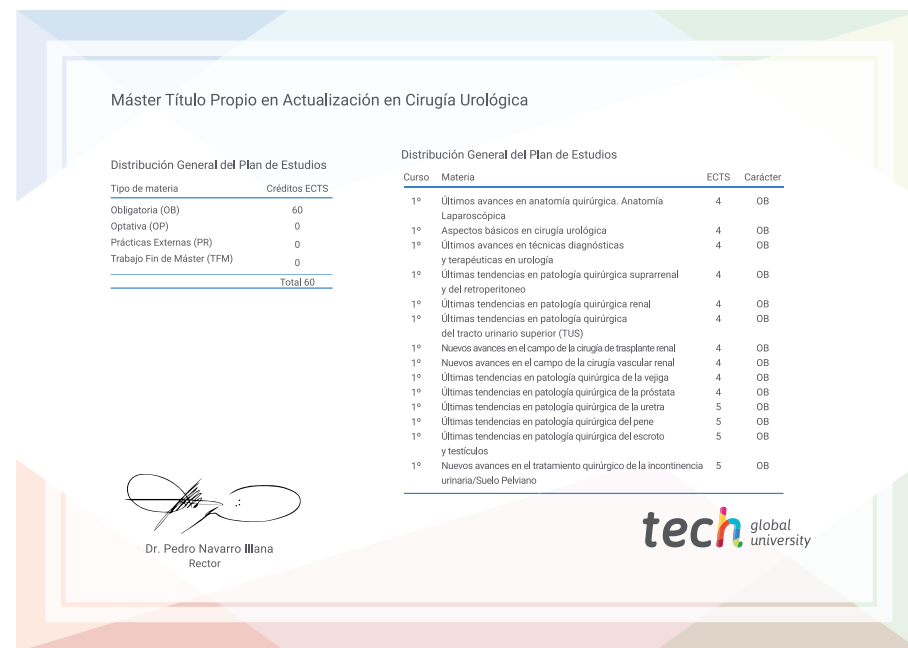 Máster Título Propio en Actualización en Cirugía Urológica
Distribución General del Plan de Estudios
Tipo de materia Créditos ECTS
Obligatoria (OB) 60
Optativa (OP) 0
Prácticas Externas (PR) 0
Trabajo Fin de Máster (TFM) 0
Total 60
Distribución General del Plan de Estudios
Curso Materia ECTS Carácter
1º Últimos avances en anatomía quirúrgica. Anatomía 4 OB
Laparoscópica
1º Aspectos básicos en cirugía urológica 4 OB
1º Últimos avances en técnicas diagnósticas 4 OB
y terapéuticas en urología
1º Últimas tendencias en patología quirúrgica suprarrenal 4 OB
y del retroperitoneo
1º Últimas tendencias en patología quirúrgica renal 4 OB
1º Últimas tendencias en patología quirúrgica 4 OB
del tracto urinario superior (TUS)
1º Nuevos avances en el campo de la cirugía de trasplante renal 4 OB
1º Nuevos avances en el campo de la cirugía vascular renal 4 OB
1º Últimas tendencias en patología quirúrgica de la vejiga 4 OB
1º Últimas tendencias en patología quirúrgica de la próstata 4 OB
1º Últimas tendencias en patología quirúrgica de la uretra 5 OB
1º Últimas tendencias en patología quirúrgica del pene 5 OB
1º Últimas tendencias en patología quirúrgica del escroto 5 OB
y testículos
1º Nuevos avances en el tratamiento quirúrgico de la incontinencia 5 OB
urinaria/Suelo Pelviano
Dr. Pedro Navarro Illana
Rector
tech global
university